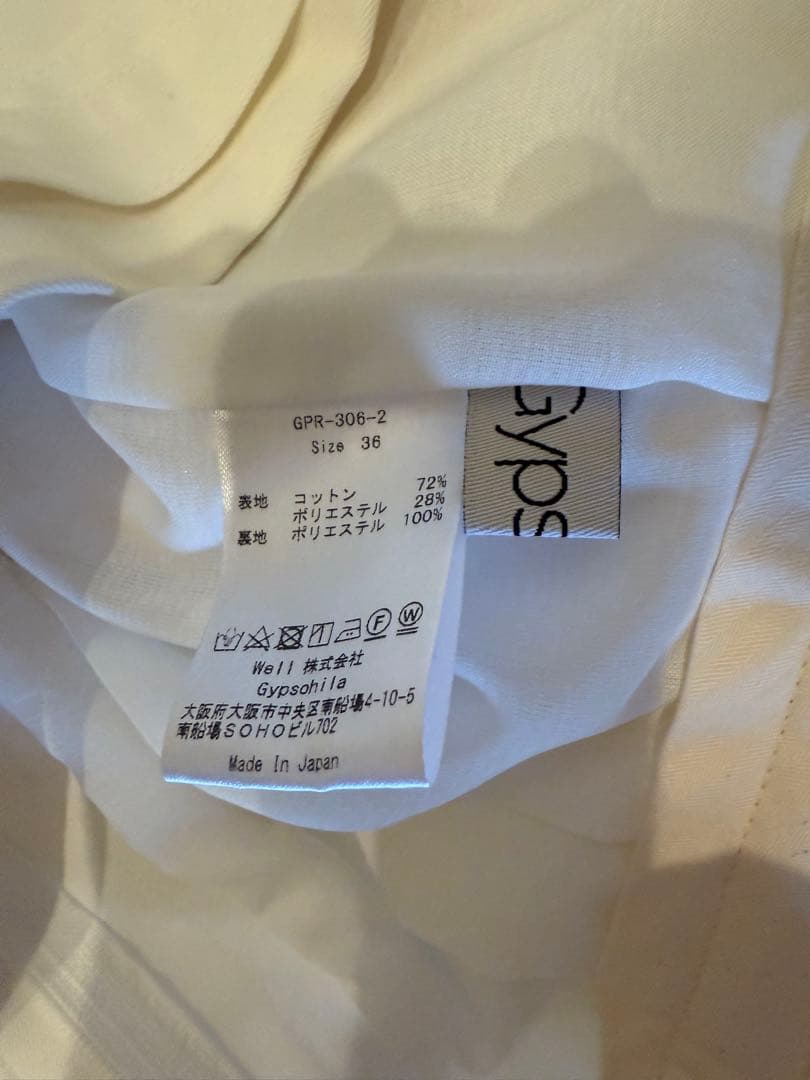 GPR-306-2
Size 36
表地 コットン 72%
ポリエステル 28%
裏地 ポリエステル 100%
F W
Well 株式会社
Gypsohila
大阪府大阪市中央区南船場4-10-5
南船場SOHOビル702
Made In Japan
Gyps